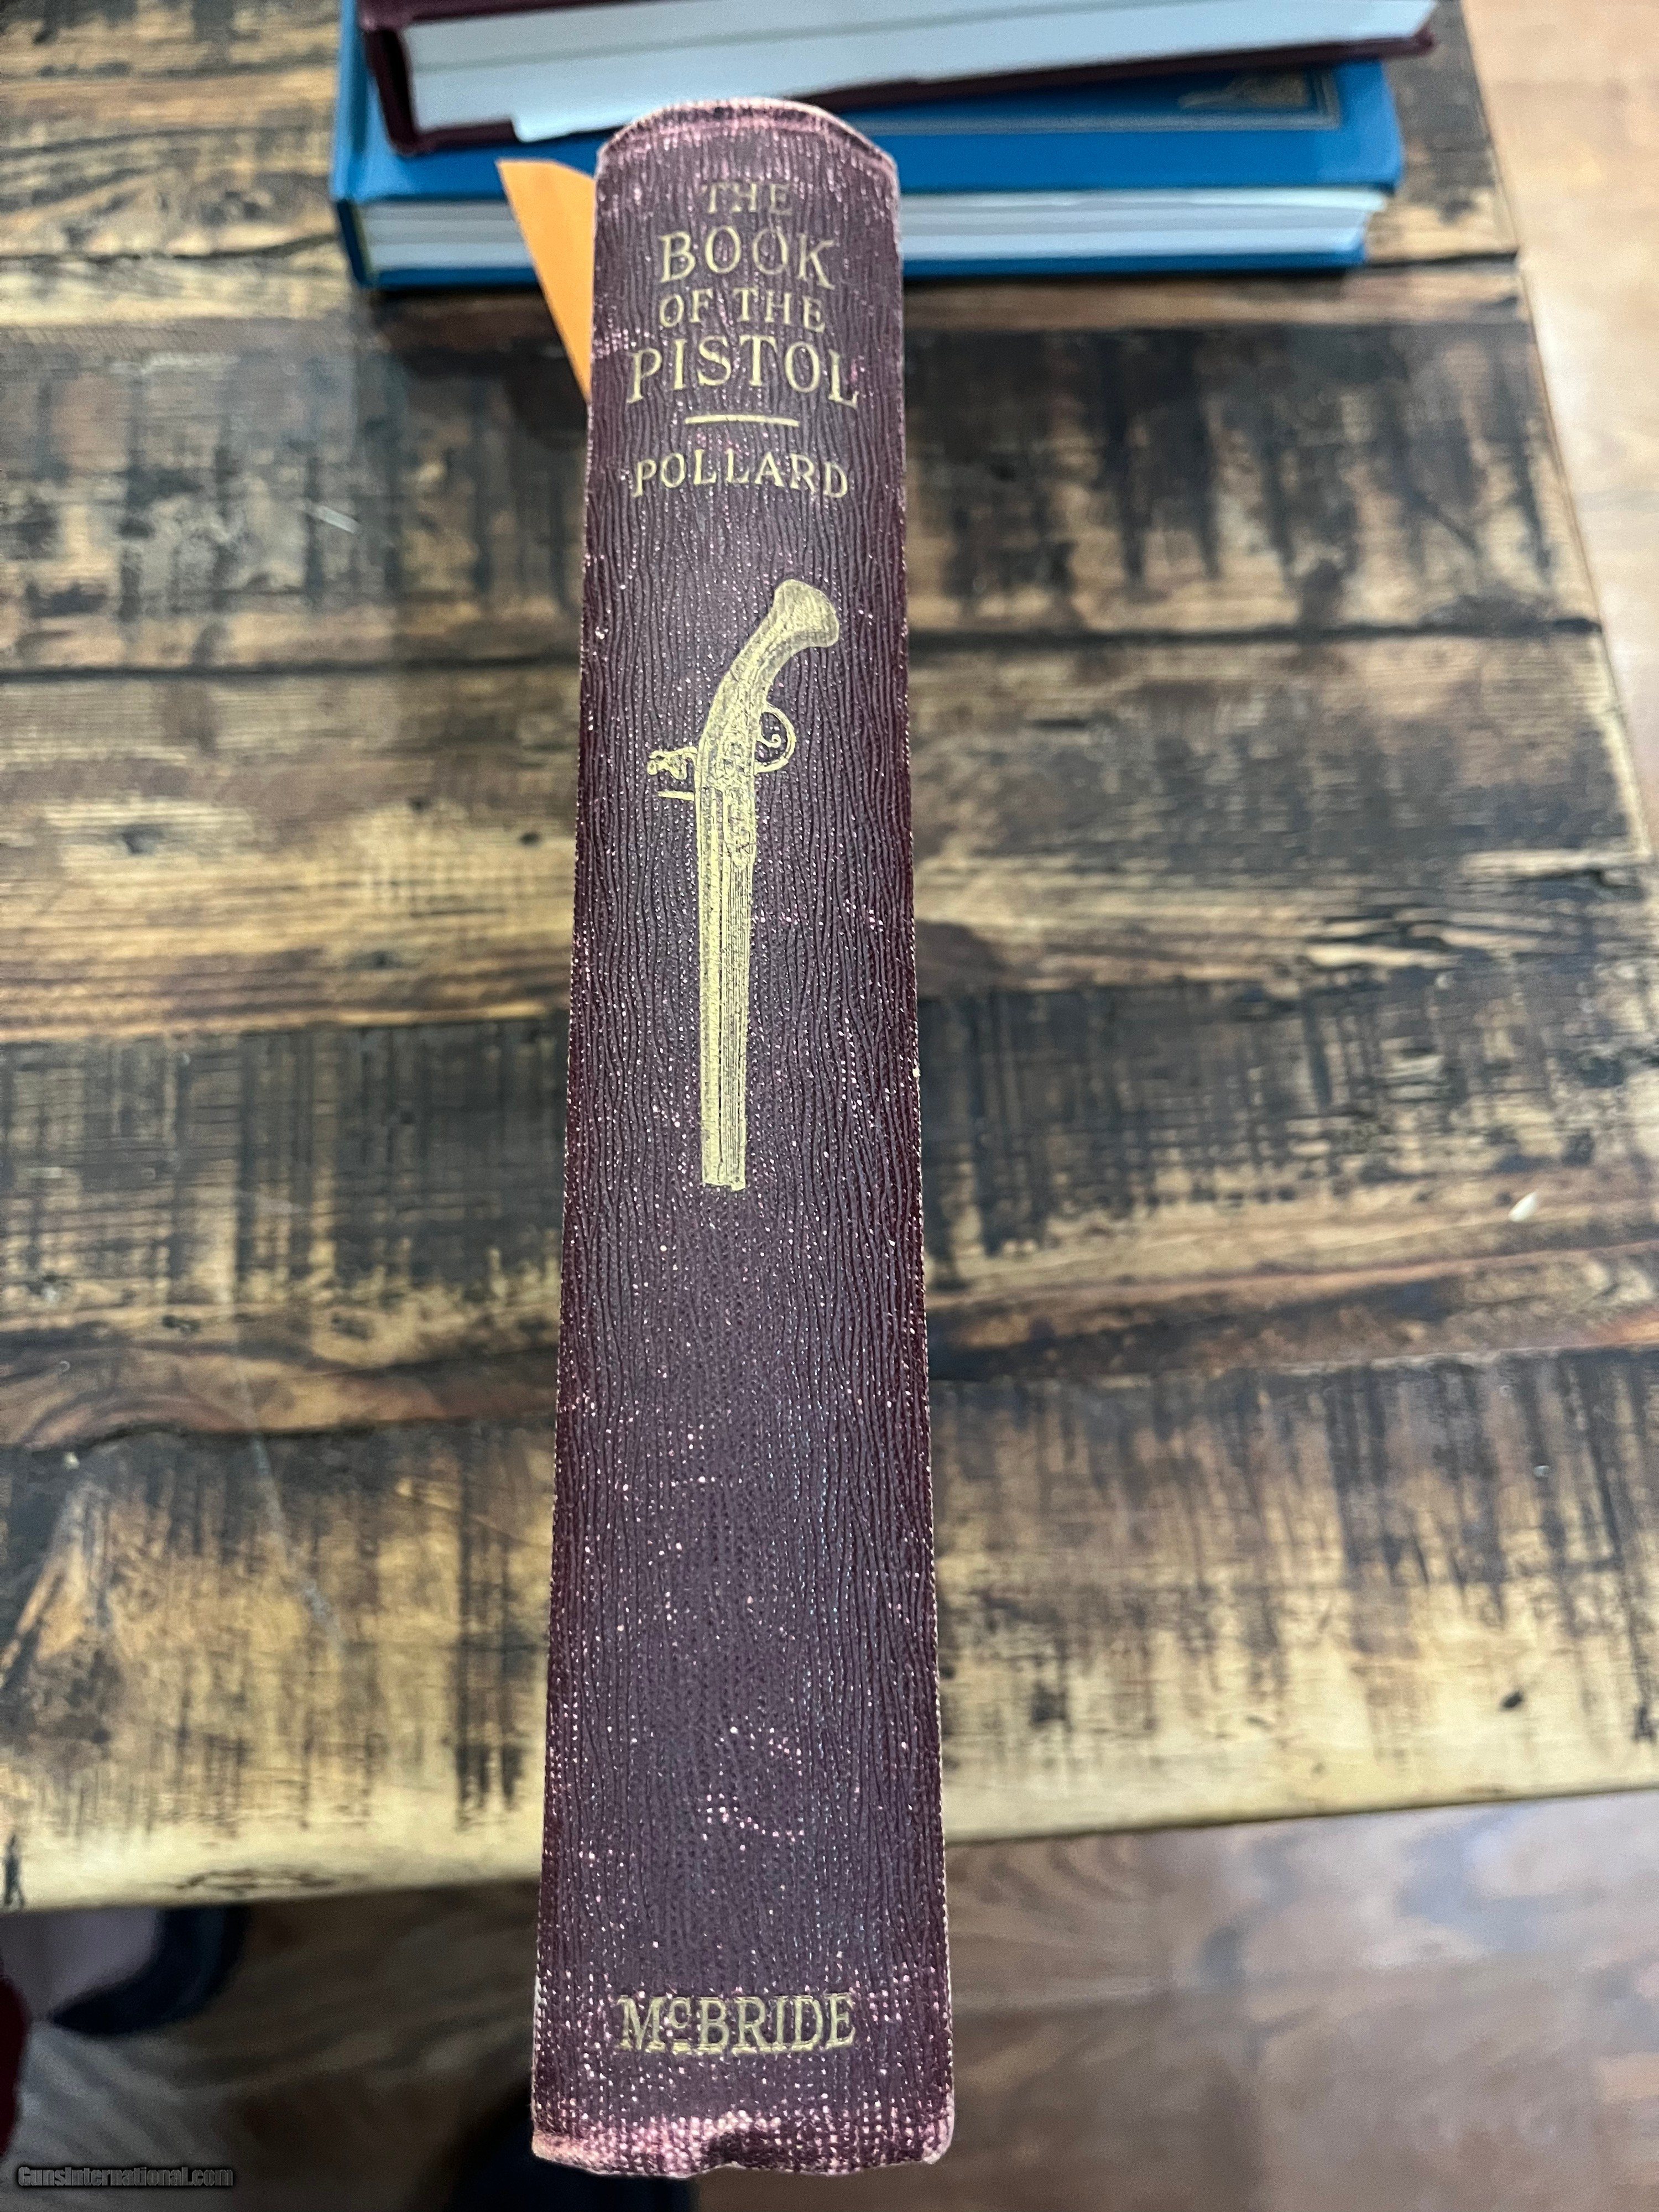 THE
BOOK
OF THE
PISTOL
POLLARD
McBRIDE
GunsInternational.com